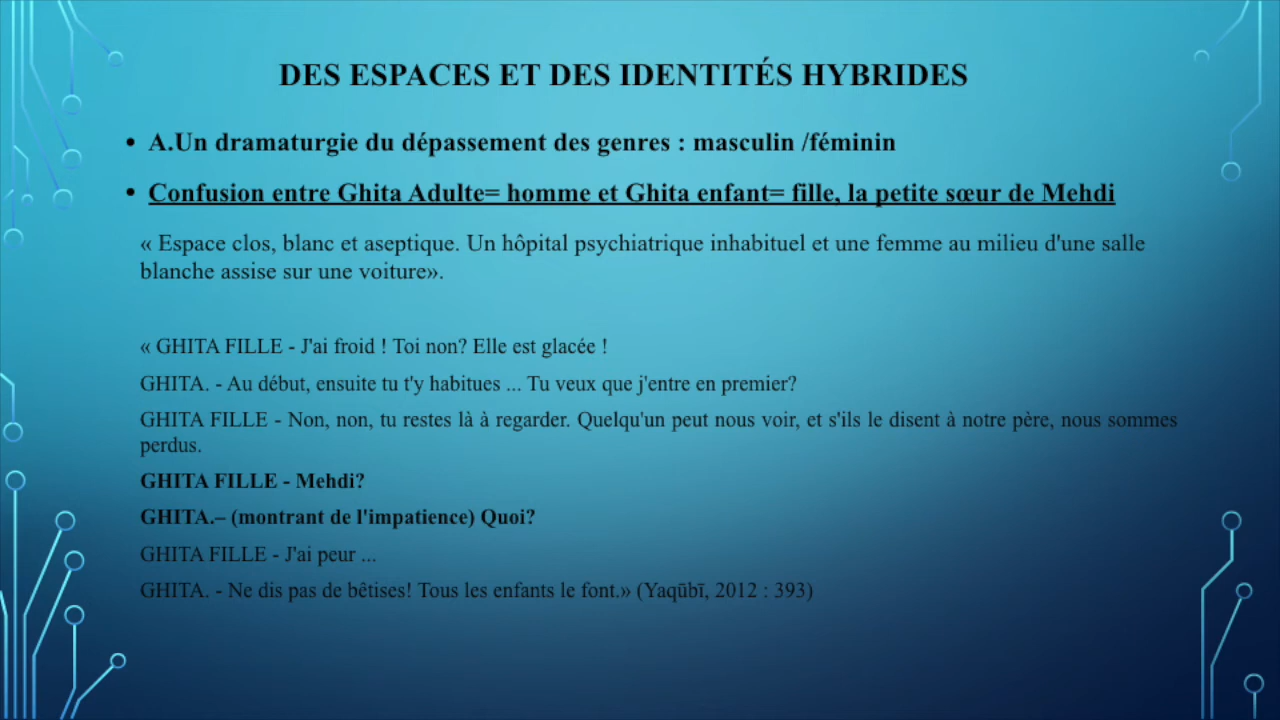 DES ESPACES ET DES IDENTITÉS HYBRIDES
• A.Un dramaturgie du dépassement des genres : masculin /féminin
• Confusion entre Ghita Adulte= homme et Ghita enfant= fille, la petite sœur de Mehdi
« Espace clos, blanc et aseptique. Un hôpital psychiatrique inhabituel et une femme au milieu d'une salle
blanche assise sur une voiture».
« GHITA FILLE - J'ai froid ! Toi non? Elle est glacée !
GHITA. - Au début, ensuite tu t'y habitues ... Tu veux que j'entre en premier?
GHITA FILLE - Non, non, tu restes là à regarder. Quelqu'un peut nous voir, et s'ils le disent à notre père, nous sommes
perdus.
GHITA FILLE - Mehdi?
GHITA.– (montrant de l'impatience) Quoi?
GHITA FILLE - J'ai peur ...
GHITA. - Ne dis pas de bêtises! Tous les enfants le font.» (Yaqūbī, 2012 : 393)